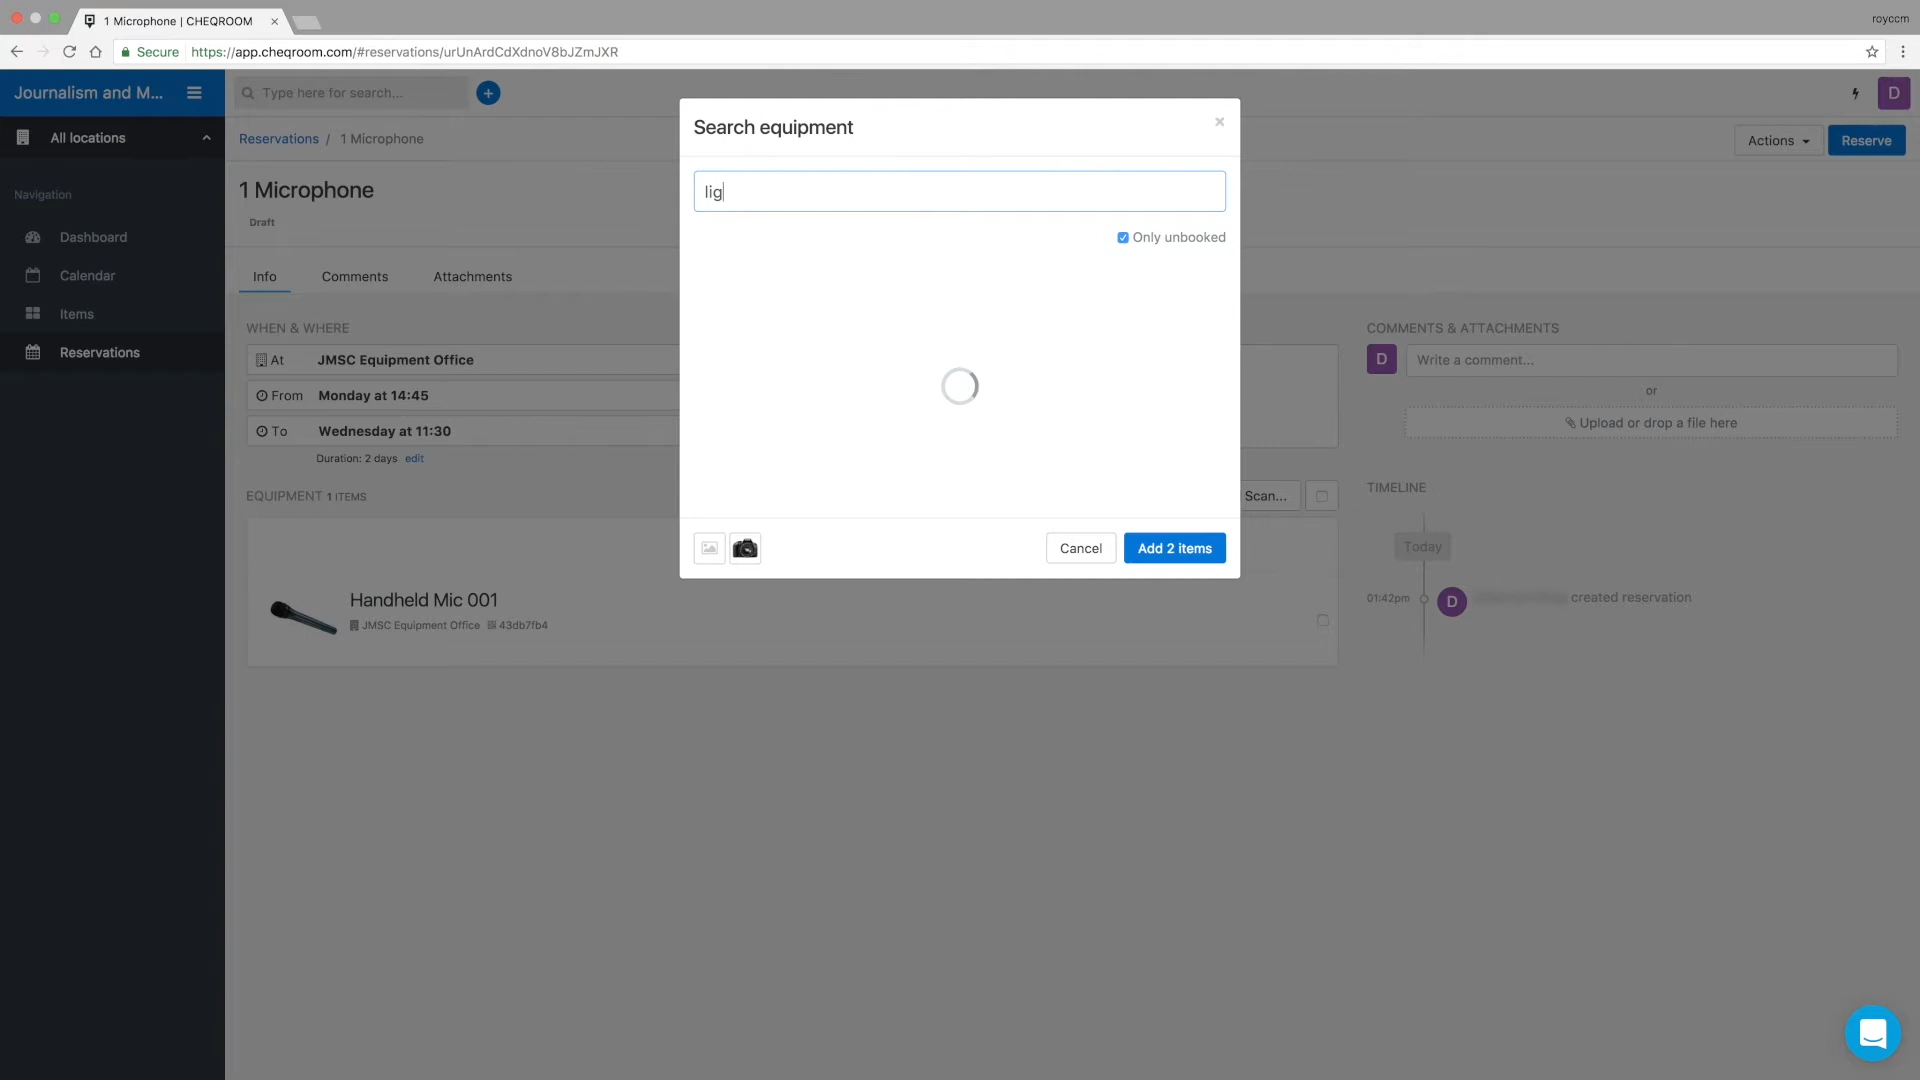 1 Microphone | CHEQROOM
royccm
Secure https://app.cheqroom.com/#reservations/urUnArdCdXdnoV8bJZmJXR
Journalism and M...
Type here for search...
D
All locations
Reservations / 1 Microphone
Actions
Reserve
Navigation
Dashboard
Calendar
Items
Reservations
1 Microphone
Draft
Info
Comments
Attachments
WHEN & WHERE
At JMSC Equipment Office
From Monday at 14:45
To Wednesday at 11:30
Duration: 2 days edit
EQUIPMENT 1 ITEMS
Scan...
Handheld Mic 001
JMSC Equipment Office 43db7fb4
Search equipment
×
lig
Only unbooked
Cancel
Add 2 items
COMMENTS & ATTACHMENTS
D
Write a comment...
or
Upload or drop a file here
TIMELINE
Today
01:42pm
D
created reservation